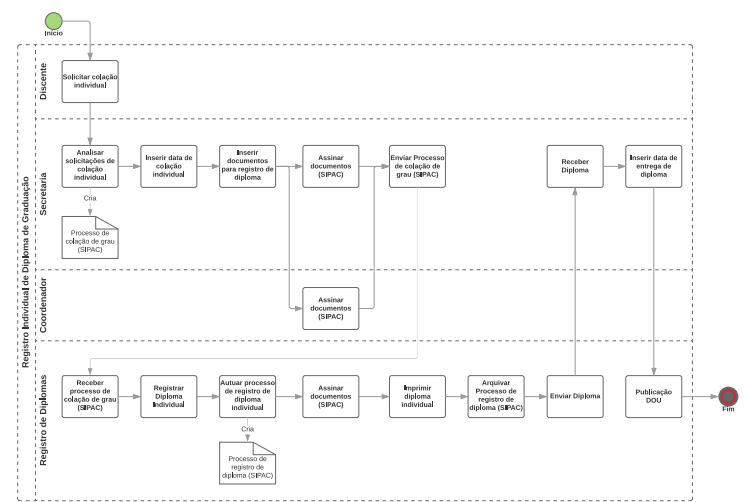 Início
Registro Individual de Diploma de Graduação
Discente
Solicitar colação
individual
Secretaria
Analisar
solicitações de
colação
individual
Inserir data de
colação
individual
Inserir
documentos
para registro de
diploma
Assinar
documentos
(SIPAC)
Enviar Processo
de colação de
grau (SIPAC)
Receber
Diploma
Inserir data de
entrega de
diploma
Cria
Processo de
colação de grau
(SIPAC)
Coordenador
Assinar
documentos
(SIPAC)
Registro de Diplomas
Receber
processo de
colação de grau
(SIPAC)
Registrar
Diploma
Individual
Autuar processo
de registro de
diploma
individual
Assinar
documentos
(SIPAC)
Imprimir
diploma
individual
Arquivar
Processo de
registro de
diploma (SIPAC)
Enviar Diploma
Publicação
DOU
Fim
Cria
Processo de
registro de
diploma (SIPAC)